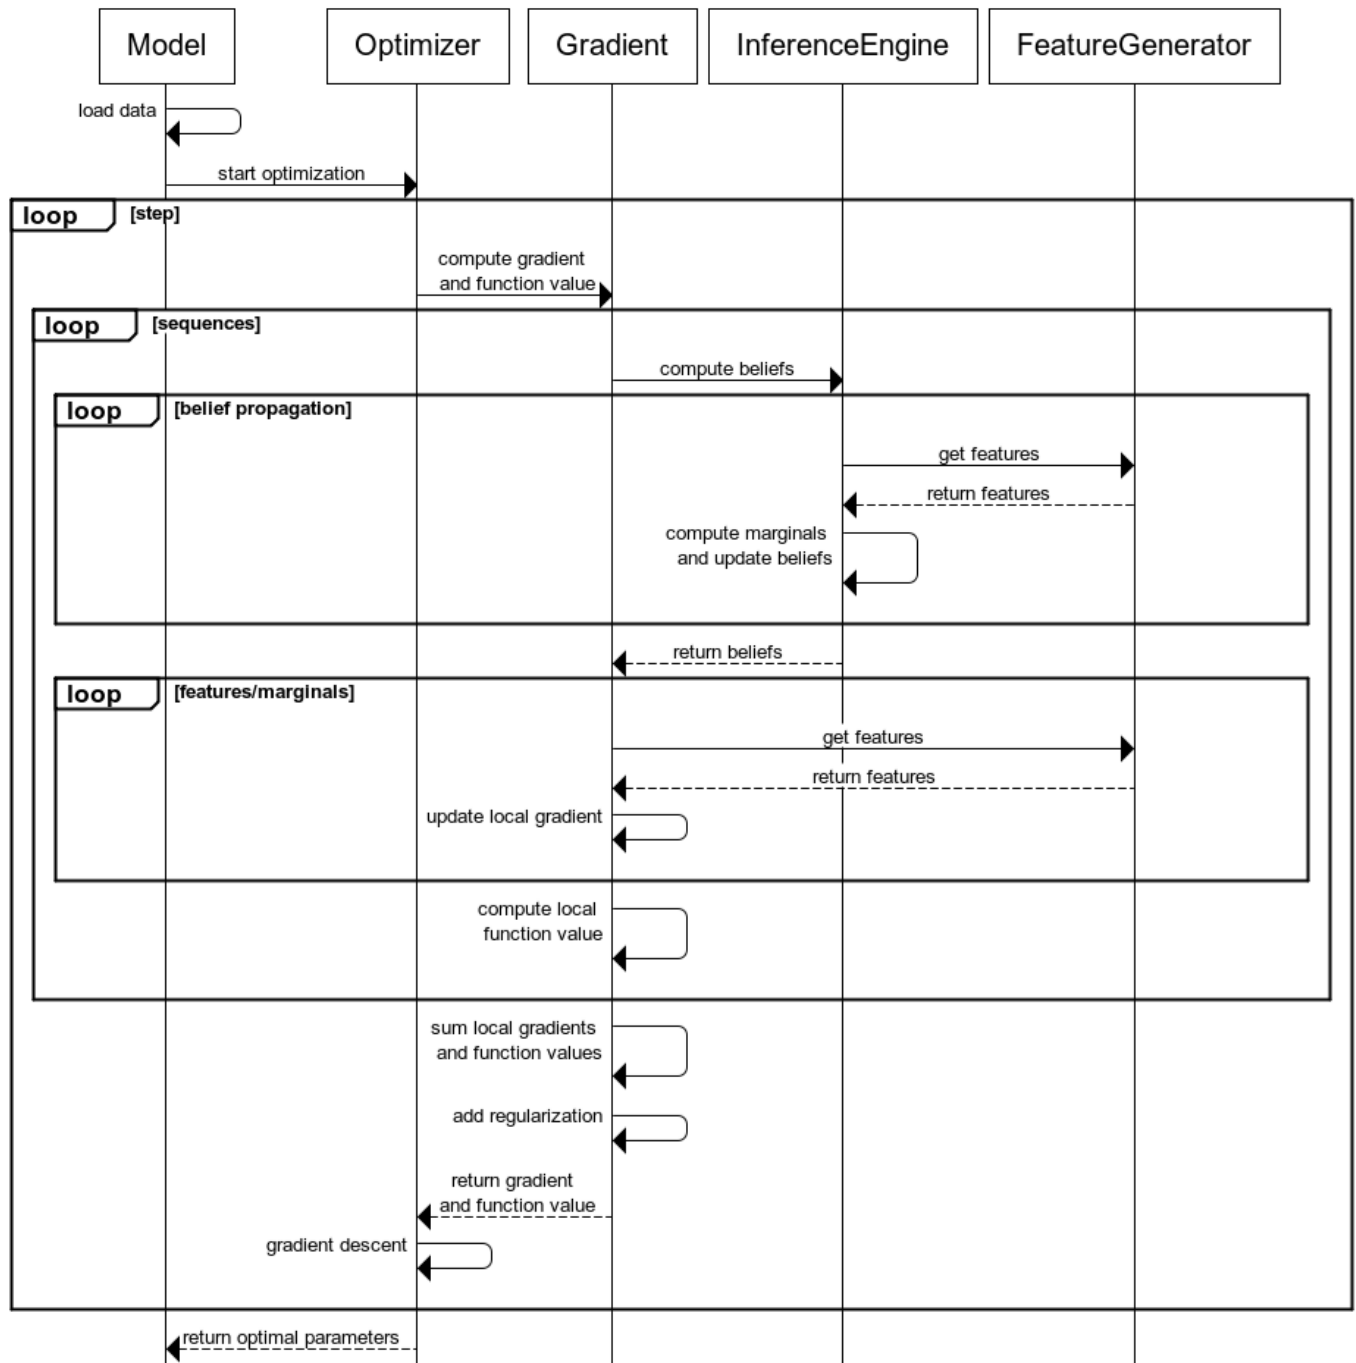 Model
Optimizer
Gradient
InferenceEngine
FeatureGenerator
load data
start optimization
loop
[step]
compute gradient
and function value
loop
[sequences]
compute beliefs
loop
[belief propagation]
get features
return features
compute marginals
and update beliefs
return beliefs
loop
[features/marginals]
get features
return features
update local gradient
compute local
function value
sum local gradients
and function values
add regularization
return gradient
and function value
gradient descent
return optimal parameters